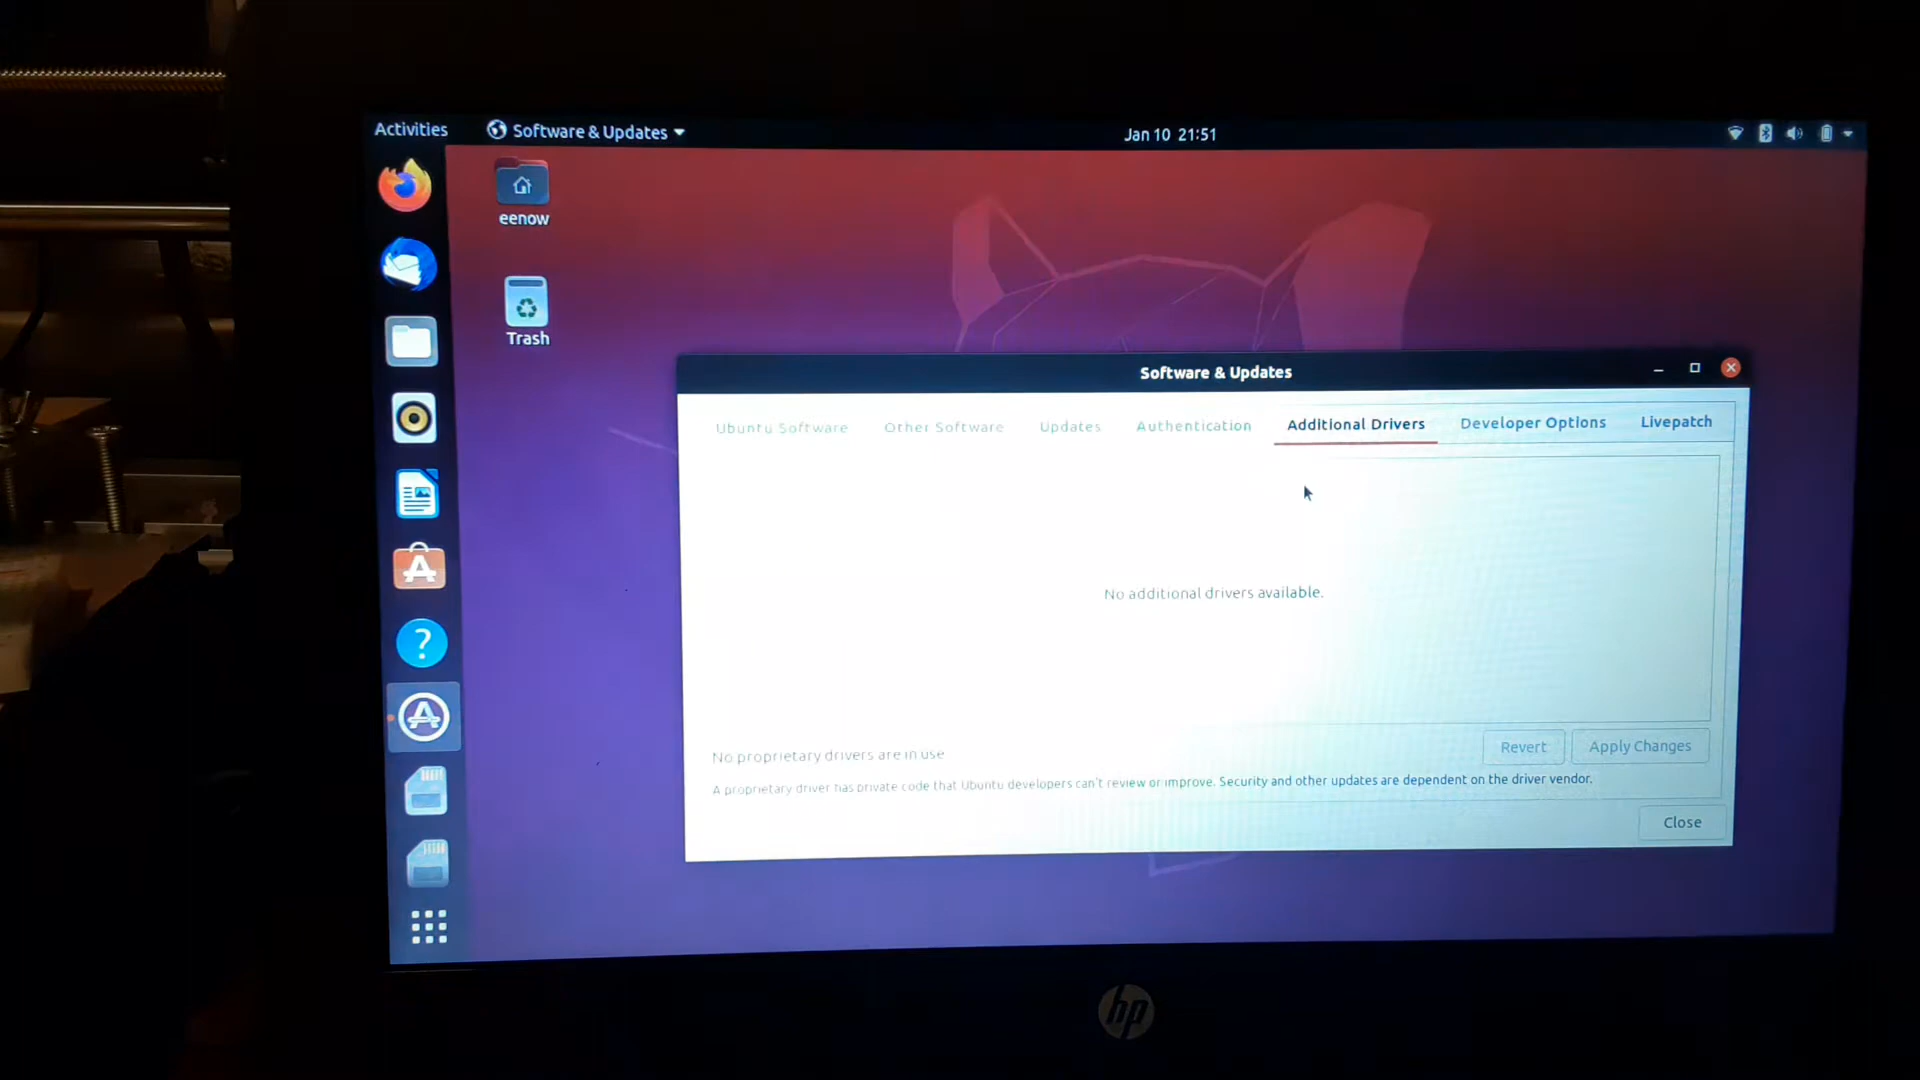 Activities
Software & Updates
Jan 10 21:51
eenow
Trash
Software & Updates
Ubuntu Software
Other Software
Updates
Authentication
Additional Drivers
Developer Options
Livepatch
No additional drivers available.
No proprietary drivers are in use
Revert
Apply Changes
A proprietary driver has private code that Ubuntu developers can't review or improve. Security and other updates are dependent on the driver vendor.
Close
hp